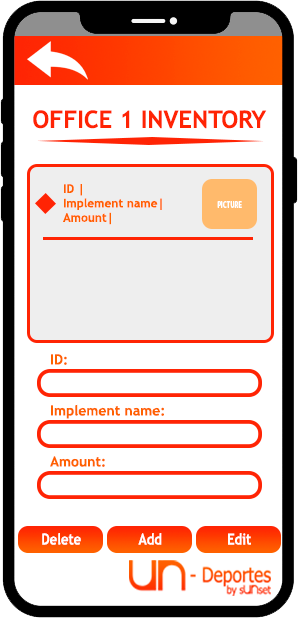 OFFICE 1 INVENTORY
ID |
Implement name|
Amount|
PICTURE
ID:
Implement name:
Amount:
Delete Add Edit
un - Deportes
by sunset